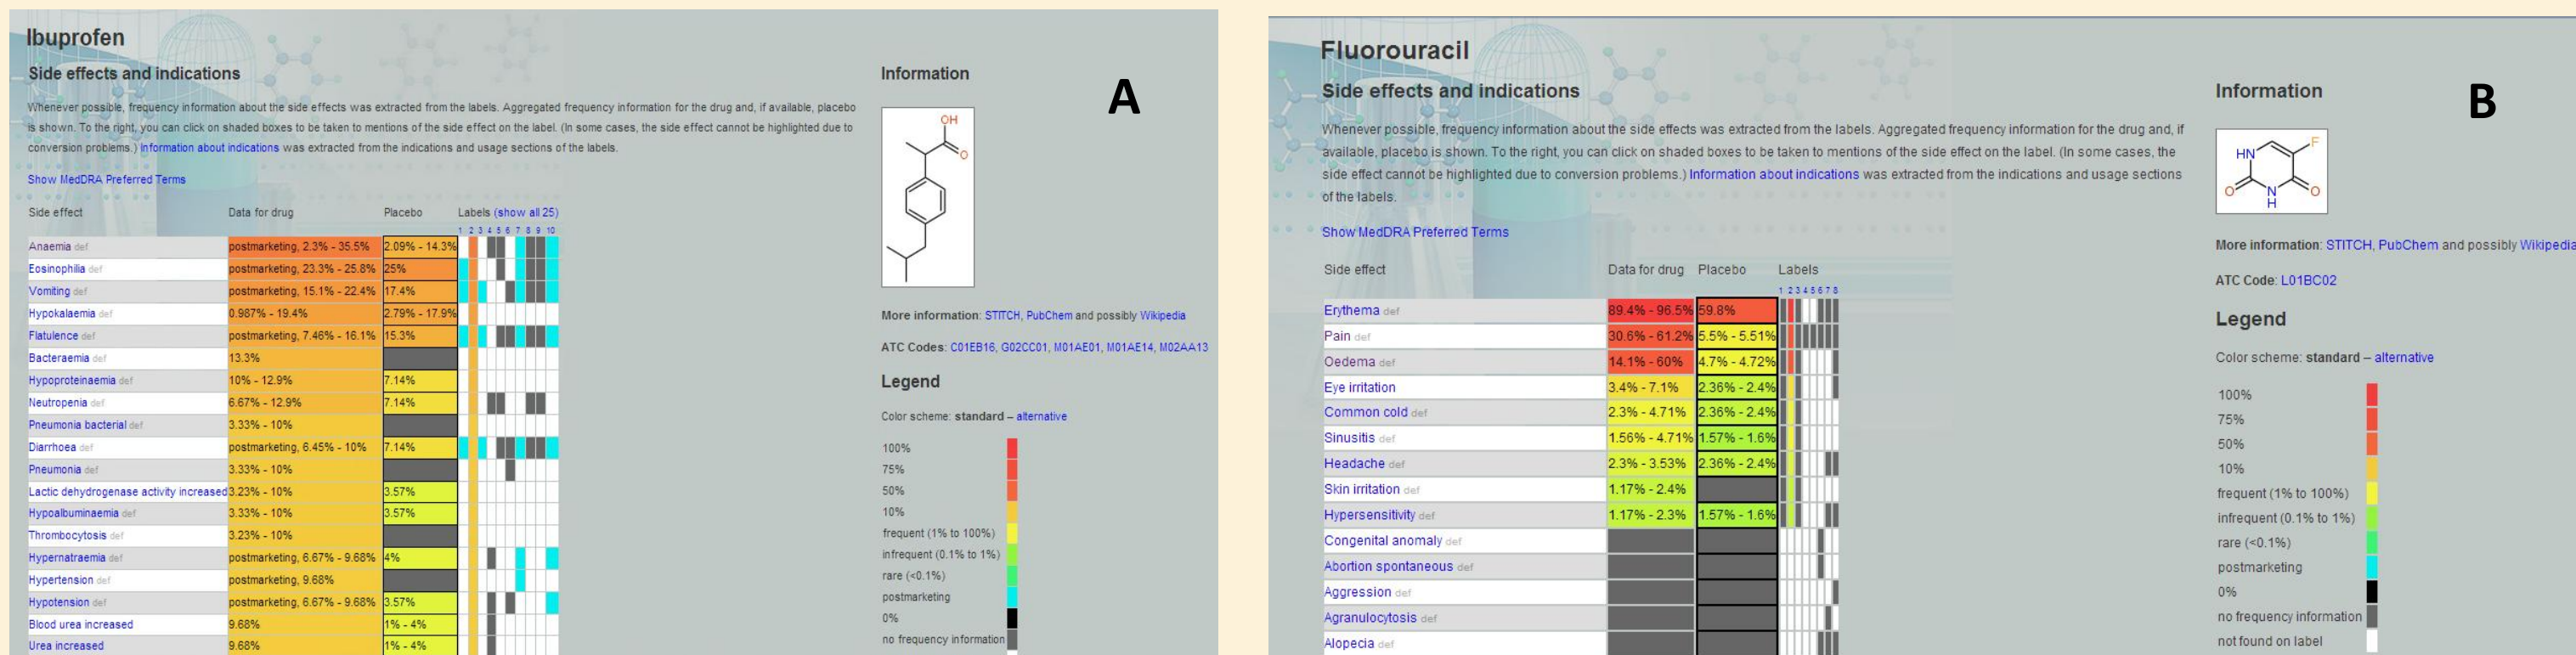 Ibuprofen
Side effects and indications
Whenever possible, frequency information about the side effects was extracted from the labels. Aggregated frequency information for the drug and, if available, placebo
is shown. To the right, you can click on shaded boxes to be taken to mentions of the side effect on the label. (In some cases, the side effect cannot be highlighted due to
conversion problems.) Information about indications was extracted from the indications and usage sections of the labels.
Show MedDRA Preferred Terms
Side effect Data for drug Placebo Labels (show all 25)
1 2 3 4 5 6 7 8 9 10
Anaemia def postmarketing, 2.3% - 35.5% 2.09% - 14.3%
Eosinophilia def postmarketing, 23.3% - 25.8% 25%
Vomiting def postmarketing, 15.1% - 22.4% 17.4%
Hypokalaemia def 0.987% - 19.4% 2.79% - 17.9%
Flatulence def postmarketing, 7.46% - 16.1% 15.3%
Bacteraemia def 13.3%
Hypoproteinaemia def 10% - 12.9% 7.14%
Neutropenia def 6.67% - 12.9% 7.14%
Pneumonia bacterial def 3.33% - 10%
Diarrhoea def postmarketing, 6.45% - 10% 7.14%
Pneumonia def 3.33% - 10%
Lactic dehydrogenase activity increased 3.23% - 10% 3.57%
Hypoalbuminaemia def 3.33% - 10% 3.57%
Thrombocytosis def 3.23% - 10%
Hypernatraemia def postmarketing, 6.67% - 9.68% 4%
Hypertension def postmarketing, 9.68%
Hypotension def postmarketing, 6.67% - 9.68% 3.57%
Blood urea increased 9.68% 1% - 4%
Urea increased 9.68% 1% - 4%
Information
A
OH
O
More information: STITCH, PubChem and possibly Wikipedia
ATC Codes: C01EB16, G02CC01, M01AE01, M01AE14, M02AA13
Legend
Color scheme: standard – alternative
100%
75%
50%
10%
frequent (1% to 100%)
infrequent (0.1% to 1%)
rare (<0.1%)
postmarketing
0%
no frequency information
Fluorouracil
Side effects and indications
Whenever possible, frequency information about the side effects was extracted from the labels. Aggregated frequency information for the drug and, if
available, placebo is shown. To the right, you can click on shaded boxes to be taken to mentions of the side effect on the label. (In some cases, the
side effect cannot be highlighted due to conversion problems.) Information about indications was extracted from the indications and usage sections
of the labels.
Show MedDRA Preferred Terms
Side effect Data for drug Placebo Labels
1 2 3 4 5 6 7 8
Erythema def 89.4% - 96.5% 59.8%
Pain def 30.6% - 61.2% 5.5% - 5.51%
Oedema def 14.1% - 60% 4.7% - 4.72%
Eye irritation 3.4% - 7.1% 2.36% - 2.4%
Common cold def 2.3% - 4.71% 2.36% - 2.4%
Sinusitis def 1.56% - 4.71% 1.57% - 1.6%
Headache def 2.3% - 3.53% 2.36% - 2.4%
Skin irritation def 1.17% - 2.4%
Hypersensitivity def 1.17% - 2.3% 1.57% - 1.6%
Congenital anomaly def
Abortion spontaneous def
Aggression def
Agranulocytosis def
Alopecia def
Information
B
F
HN
O
N
H
O
More information: STITCH, PubChem and possibly Wikipedia
ATC Code: L01BC02
Legend
Color scheme: standard – alternative
100%
75%
50%
10%
frequent (1% to 100%)
infrequent (0.1% to 1%)
rare (<0.1%)
postmarketing
0%
no frequency information
not found on label